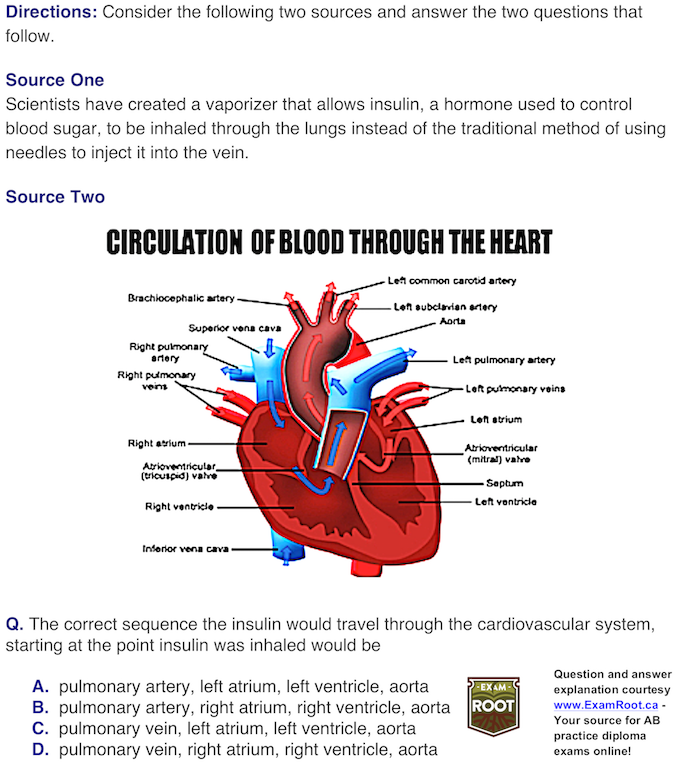 Directions: Consider the following two sources and answer the two questions that
follow.
Source One
Scientists have created a vaporizer that allows insulin, a hormone used to control
blood sugar, to be inhaled through the lungs instead of the traditional method of using
needles to inject it into the vein.
Source Two
CIRCULATION OF BLOOD THROUGH THE HEART
Left common carotid artery
Brachiocephalic artery
Left subclavian artery
Aorta
Superior vena cava
Right pulmonary
artery
Left pulmonary artery
Right pulmonary
veins
Left pulmonary veins
Left atrium
Right atrium
Atrioventricular
(mitral) valve
Atrioventricular
(tricuspid) valve
Septum
Left ventricle
Right ventricle
Inferior vena cava
Q. The correct sequence the insulin would travel through the cardiovascular system,
starting at the point insulin was inhaled would be
A. pulmonary artery, left atrium, left ventricle, aorta
B. pulmonary artery, right atrium, right ventricle, aorta
C. pulmonary vein, left atrium, left ventricle, aorta
D. pulmonary vein, right atrium, right ventricle, aorta
EXAM
ROOT
Question and answer
explanation courtesy
www.ExamRoot.ca -
Your source for AB
practice diploma
exams online!